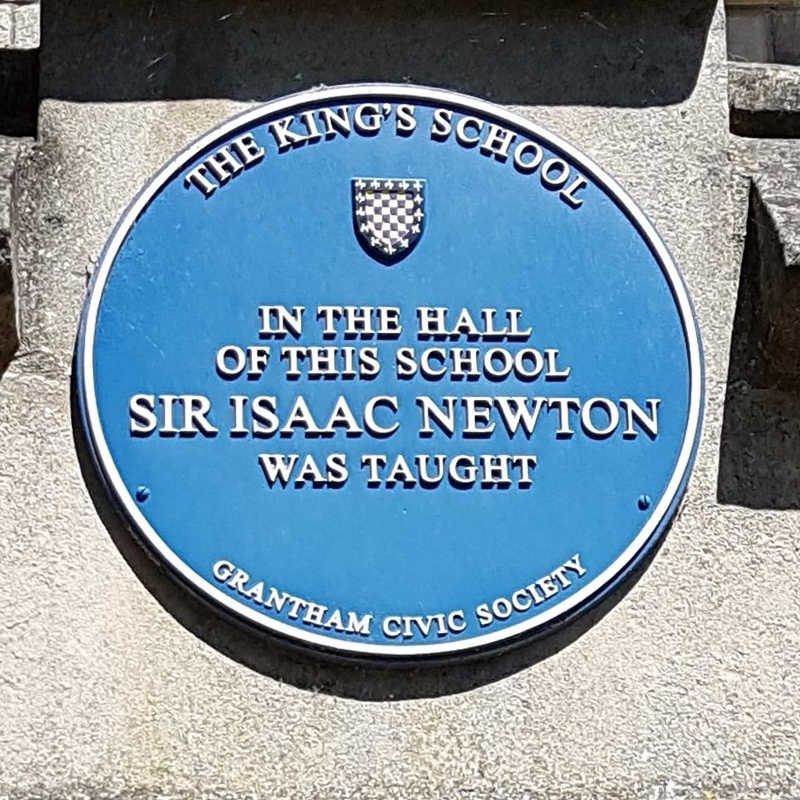 THE KING'S SCHOOL
IN THE HALL
OF THIS SCHOOL
SIR ISAAC NEWTON
WAS TAUGHT
GRANTHAM CIVIC SOCIETY